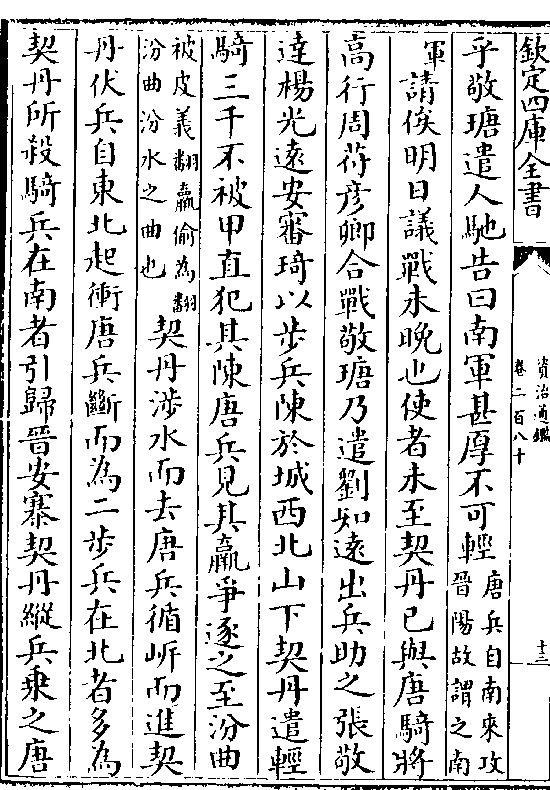 欽定四庫全書
資治通鑑
卷二百八十
十三
乎敬瑭遣人馳告曰南軍甚厚不可輕唐兵自南來攻晉陽故謂之南
軍請俟明日議戰未晚也使者未至契丹已與唐騎將
高行周苻彦卿合戰敬瑭乃遣劉知遠出兵助之張敬
達楊光遠安審琦以步兵陳於城西北山下契丹遣輕
騎三千不被甲直犯其陳唐兵見其羸爭逐之至汾曲
被皮義翻羸倫為翻汾曲汾水之曲也契丹涉水而去唐兵循岍而進契
丹伏兵自東北起衝唐兵斷而為二步兵在北者多為
契丹所殺騎兵在南者引歸晉安寨契丹縱兵乗之唐